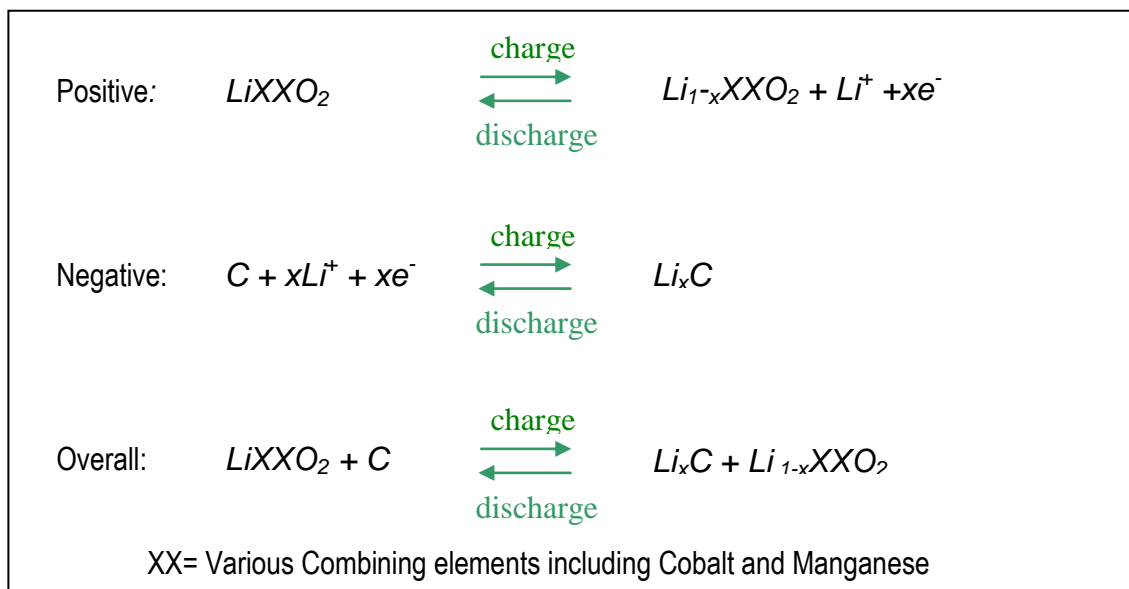 charge
Positive: LiXXO₂ Li₁₋ₓXXO₂ + Li⁺ +xe⁻
discharge
charge
Negative: C + xLi⁺ + xe⁻ LiₓC
discharge
charge
Overall: LiXXO₂ + C LiₓC + Li ₁₋ₓXXO₂
discharge
XX= Various Combining elements including Cobalt and Manganese